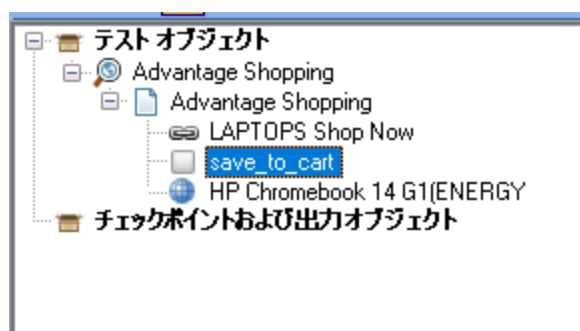 テスト オブジェクト
Advantage Shopping
Advantage Shopping
LAPTOPS Shop Now
save_to_cart
HP Chromebook 14 G1(ENERGY
チェックポイントおよび出力オブジェクト